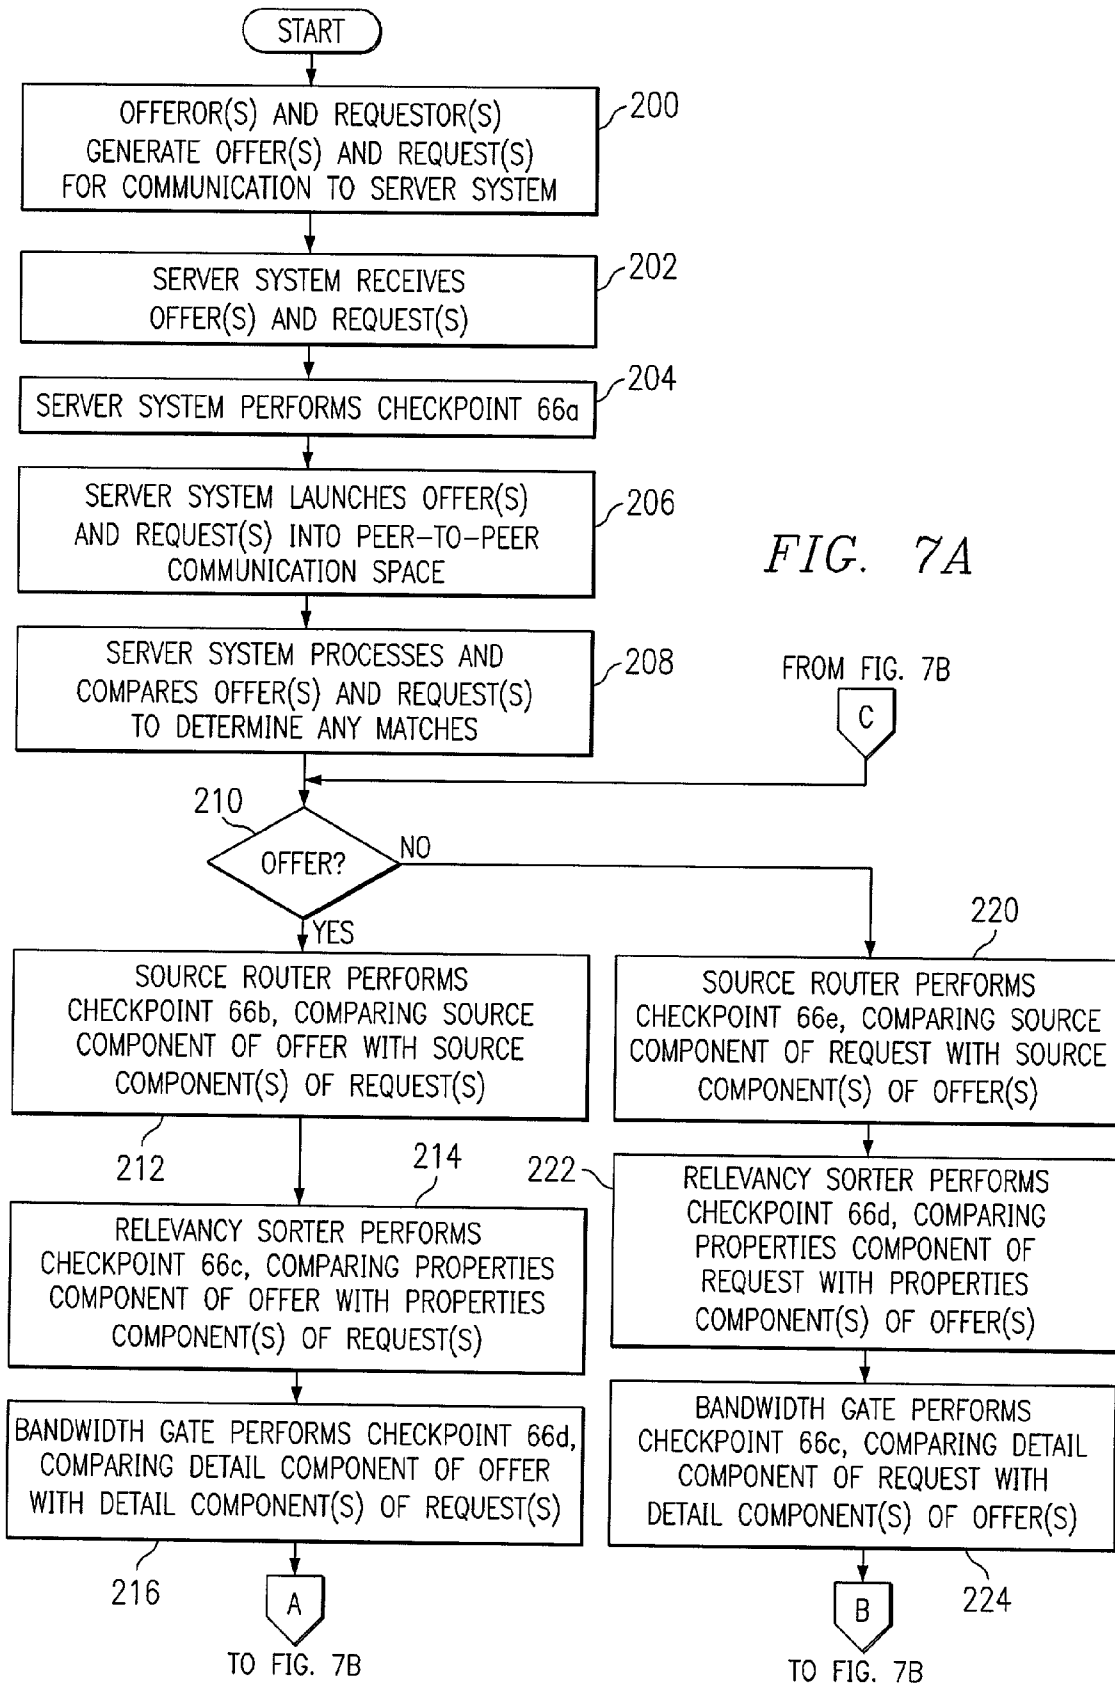 START
200
OFFEROR(S) AND REQUESTOR(S)
GENERATE OFFER(S) AND REQUEST(S)
FOR COMMUNICATION TO SERVER SYSTEM
202
SERVER SYSTEM RECEIVES
OFFER(S) AND REQUEST(S)
204
SERVER SYSTEM PERFORMS CHECKPOINT 66a
206
SERVER SYSTEM LAUNCHES OFFER(S)
AND REQUEST(S) INTO PEER-TO-PEER
COMMUNICATION SPACE
FIG. 7A
208
SERVER SYSTEM PROCESSES AND
COMPARES OFFER(S) AND REQUEST(S)
TO DETERMINE ANY MATCHES
FROM FIG. 7B
C
210
OFFER?
NO
YES
SOURCE ROUTER PERFORMS
CHECKPOINT 66b, COMPARING SOURCE
COMPONENT OF OFFER WITH SOURCE
COMPONENT(S) OF REQUEST(S)
212
214
RELEVANCY SORTER PERFORMS
CHECKPOINT 66c, COMPARING PROPERTIES
COMPONENT OF OFFER WITH PROPERTIES
COMPONENT(S) OF REQUEST(S)
BANDWIDTH GATE PERFORMS CHECKPOINT 66d,
COMPARING DETAIL COMPONENT OF OFFER
WITH DETAIL COMPONENT(S) OF REQUEST(S)
216
A
TO FIG. 7B
220
SOURCE ROUTER PERFORMS
CHECKPOINT 66e, COMPARING SOURCE
COMPONENT OF REQUEST WITH SOURCE
COMPONENT(S) OF OFFER(S)
222
RELEVANCY SORTER PERFORMS
CHECKPOINT 66d, COMPARING
PROPERTIES COMPONENT OF
REQUEST WITH PROPERTIES
COMPONENT(S) OF OFFER(S)
BANDWIDTH GATE PERFORMS
CHECKPOINT 66c, COMPARING DETAIL
COMPONENT OF REQUEST WITH
DETAIL COMPONENT(S) OF OFFER(S)
224
B
TO FIG. 7B